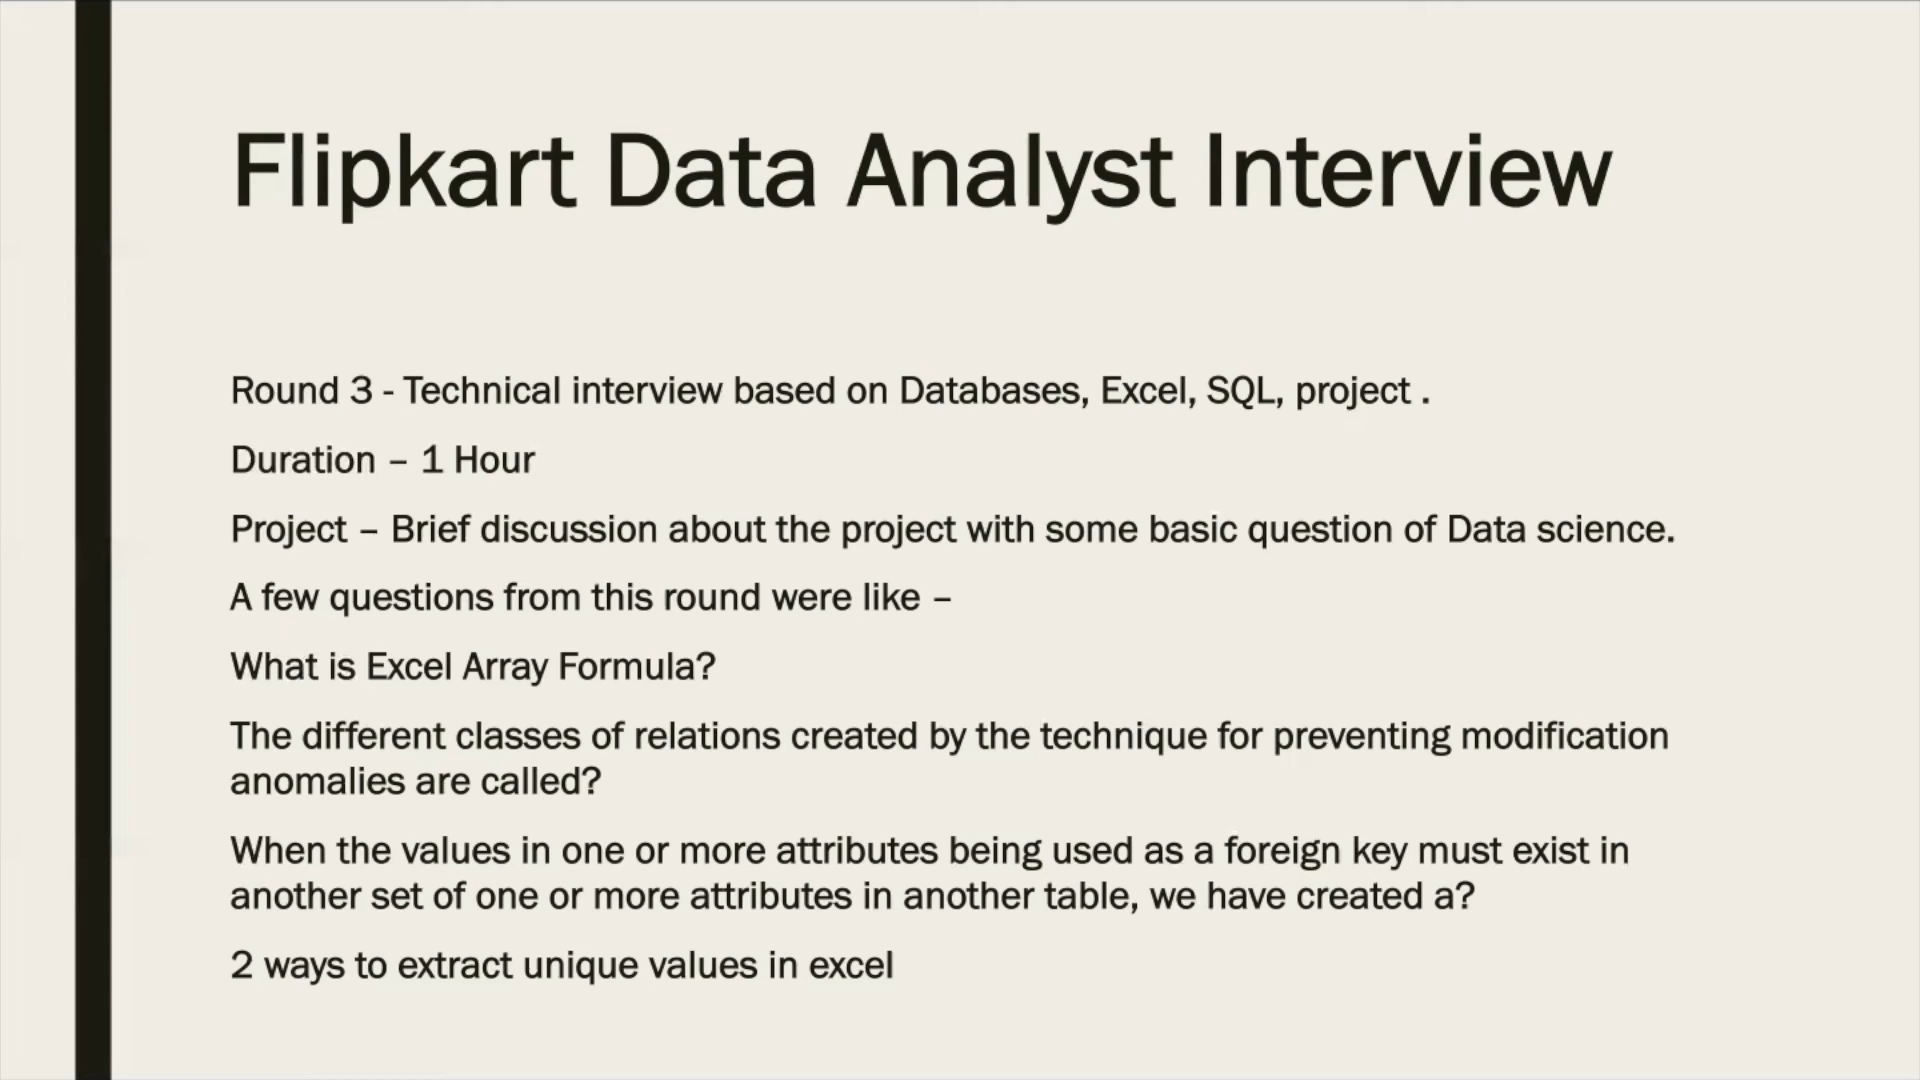 Flipkart Data Analyst Interview
Round 3 - Technical interview based on Databases, Excel, SQL, project .
Duration – 1 Hour
Project – Brief discussion about the project with some basic question of Data science.
A few questions from this round were like –
What is Excel Array Formula?
The different classes of relations created by the technique for preventing modification
anomalies are called?
When the values in one or more attributes being used as a foreign key must exist in
another set of one or more attributes in another table, we have created a?
2 ways to extract unique values in excel